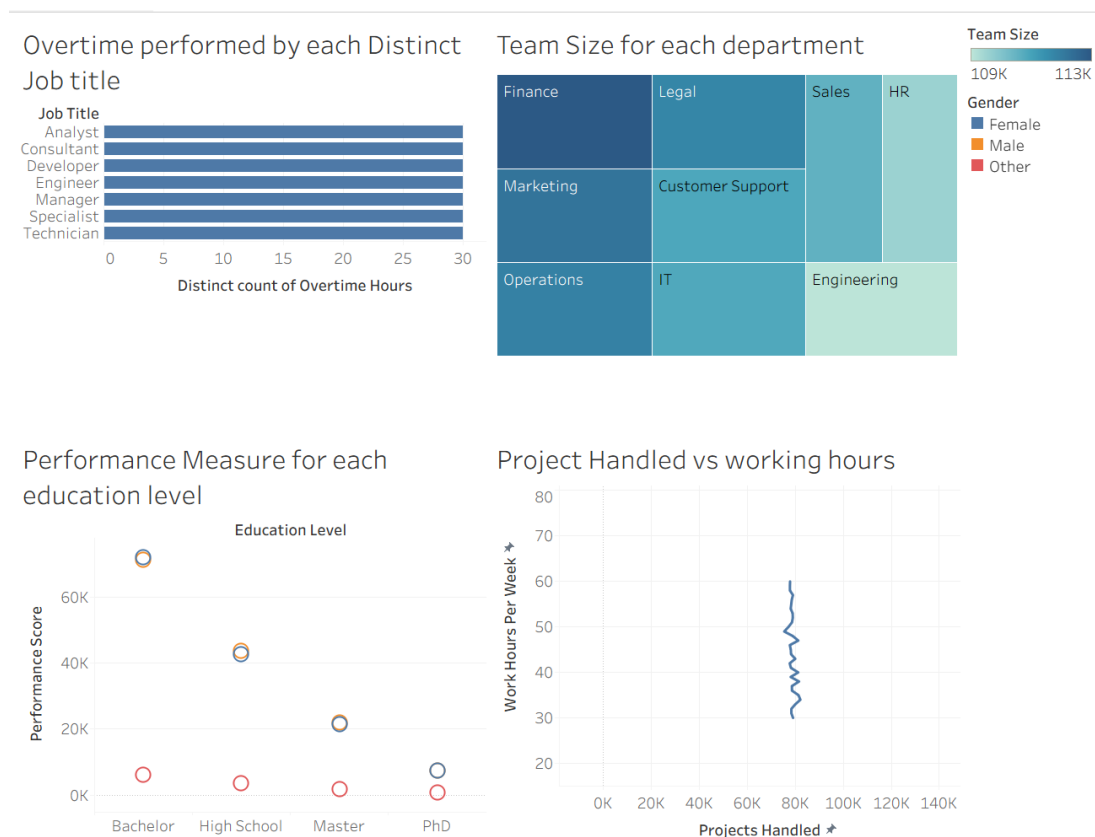 Overtime performed by each Distinct
Job title
Job Title
Analyst
Consultant
Developer
Engineer
Manager
Specialist
Technician
0 5 10 15 20 25 30
Distinct count of Overtime Hours
Team Size for each department
Finance
Legal
Sales
HR
Marketing
Customer Support
Operations
IT
Engineering
Team Size
109K 113K
Gender
Female
Male
Other
Performance Measure for each
education level
Education Level
Performance Score
60K
40K
20K
0K
Bachelor High School Master PhD
Project Handled vs working hours
Work Hours Per Week
80
70
60
50
40
30
20
0K 20K 40K 60K 80K 100K 120K 140K
Projects Handled